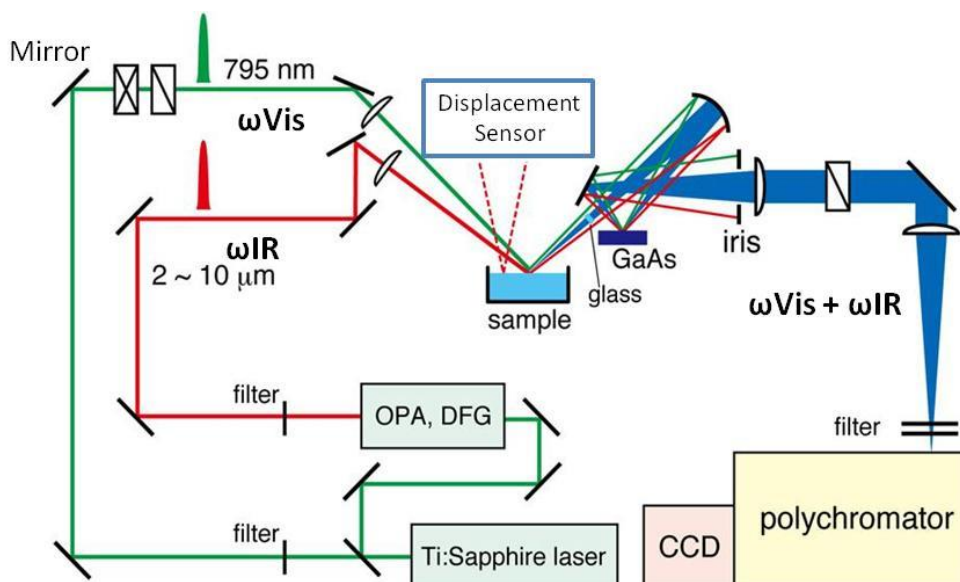 Mirror
795 nm
ωVis
Displacement
Sensor
ωIR
2 ~ 10 μm
GaAs
iris
glass
sample
ωVis + ωIR
filter
OPA, DFG
filter
filter
Ti:Sapphire laser
CCD
polychromator